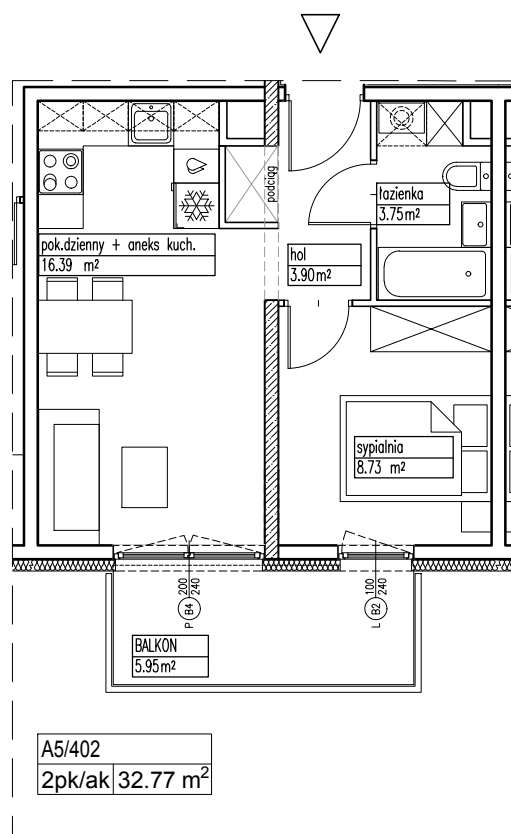 podciąg
łazienka
3.75m²
pok.dzienny + aneks kuch.
16.39 m²
hol
3.90m²
sypialnia
8.73 m²
200
240
P B4
100
240
L B2
BALKON
5.95m²
A5/402
2pk/ak 32.77 m²